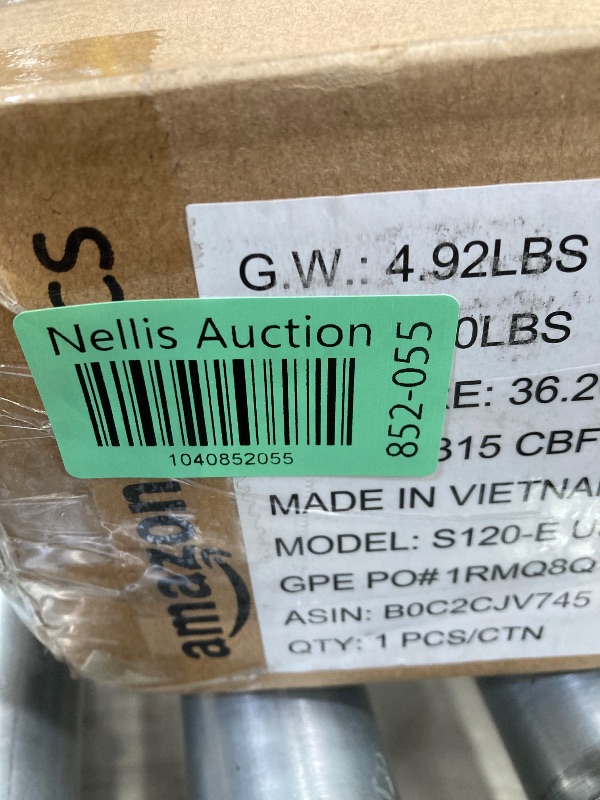 G.W.: 4.92LBS
0LBS
E: 36.2
315 CBF
MADE IN VIETNA
MODEL: S120-E U
GPE PO# 1RMQ8Q
ASIN: B0C2CJV745
QTY: 1 PCS/CTN
Nellis Auction
1040852055
852-055
amazon
cs